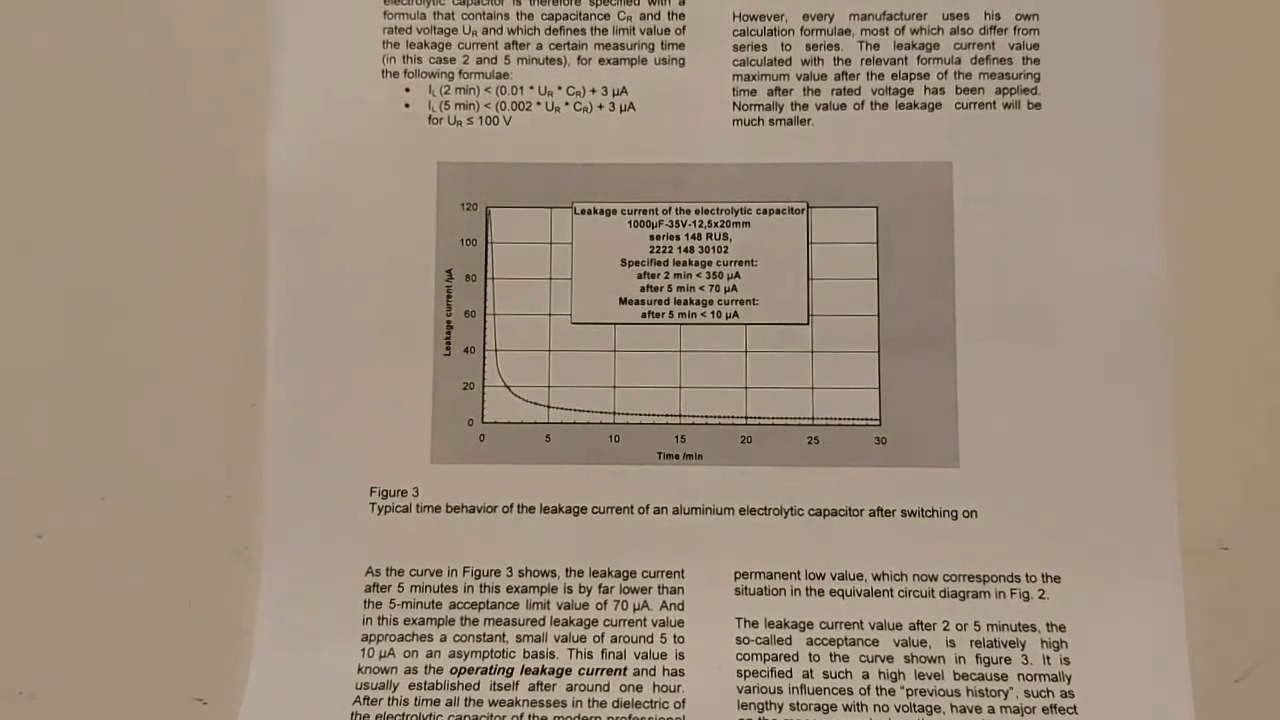 electrolytic capacitor is therefore specified with a
formula that contains the capacitance CR and the
rated voltage UR and which defines the limit value of
the leakage current after a certain measuring time
(in this case 2 and 5 minutes), for example using
the following formulae:
• IL (2 min) < (0.01 * UR * CR) + 3 µA
• IL (5 min) < (0.002 * UR * CR) + 3 µA
for UR ≤ 100 V
However, every manufacturer uses his own
calculation formulae, most of which also differ from
series to series. The leakage current value
calculated with the relevant formula defines the
maximum value after the elapse of the measuring
time after the rated voltage has been applied.
Normally the value of the leakage current will be
much smaller.
Leakage current of the electrolytic capacitor
1000µF-35V-12,5x20mm
series 148 RUS,
2222 148 30102
Specified leakage current:
after 2 min < 350 µA
after 5 min < 70 µA
Measured leakage current:
after 5 min < 10 µA
Leakage current /µA
120
100
80
60
40
20
0
0 5 10 15 20 25 30
Time /min
Figure 3
Typical time behavior of the leakage current of an aluminium electrolytic capacitor after switching on
As the curve in Figure 3 shows, the leakage current
after 5 minutes in this example is by far lower than
the 5-minute acceptance limit value of 70 µA. And
in this example the measured leakage current value
approaches a constant, small value of around 5 to
10 µA on an asymptotic basis. This final value is
known as the operating leakage current and has
usually established itself after around one hour.
After this time all the weaknesses in the dielectric of
the electrolytic capacitor of the modern professional
permanent low value, which now corresponds to the
situation in the equivalent circuit diagram in Fig. 2.
The leakage current value after 2 or 5 minutes, the
so-called acceptance value, is relatively high
compared to the curve shown in figure 3. It is
specified at such a high level because normally
various influences of the "previous history", such as
lengthy storage with no voltage, have a major effect